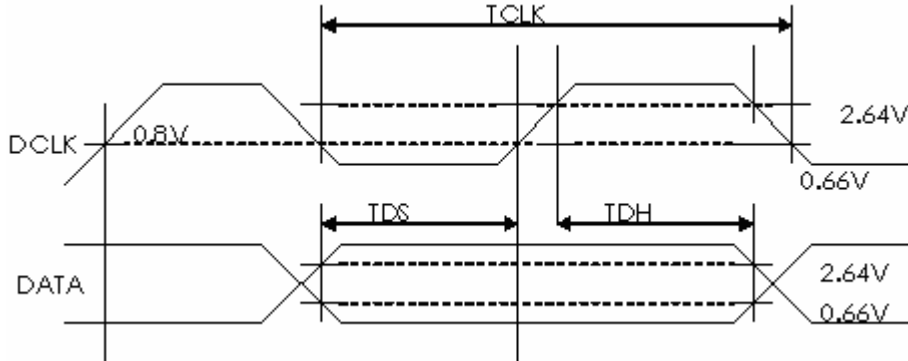 TCLK
2.64V
0.8V
DCLK
0.66V
TDS
TDH
2.64V
DATA
0.66V